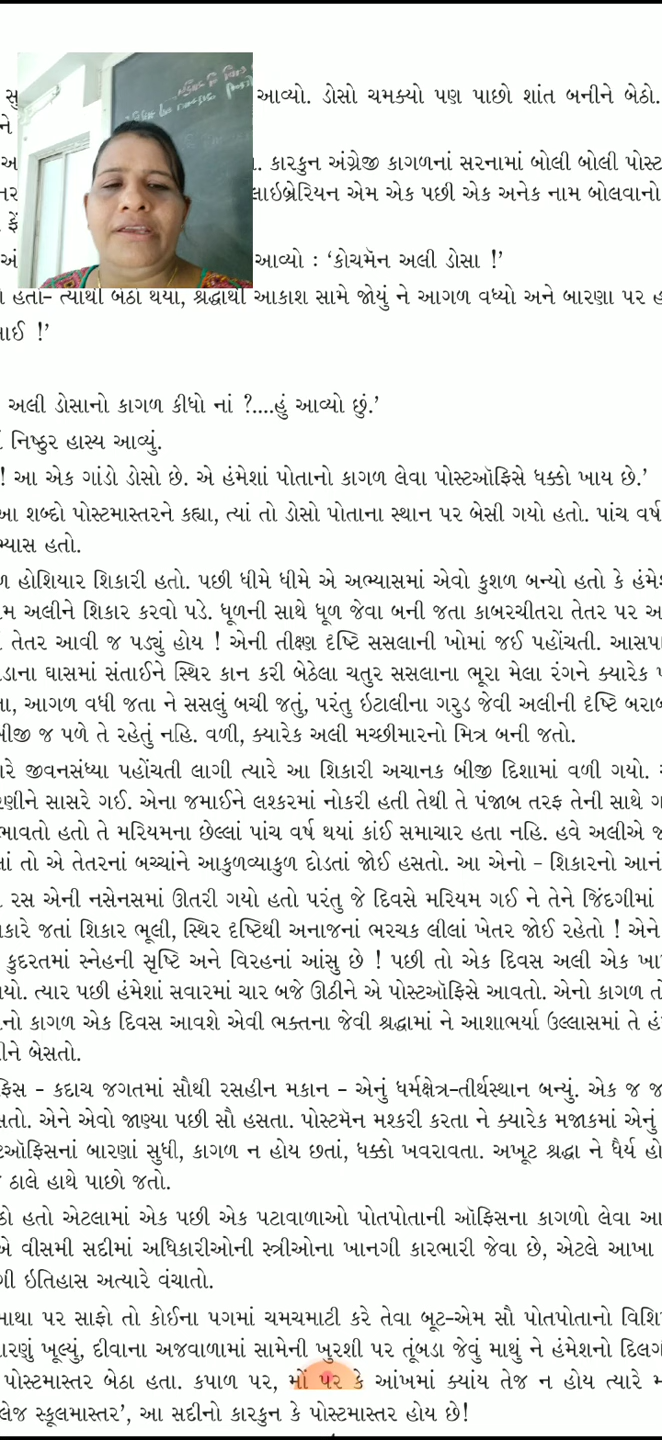 સુ આવ્યો. ડોસો ચમક્યો પણ પાછો શાંત બનીને બેઠો.
ને
અ કારકુન અંગ્રેજી કાગળનાં સરનામાં બોલી બોલી પોસ્ટ
તર લાઇબ્રેરિયન એમ એક પછી એક અનેક નામ બોલવાનો
ફેં
અં આવ્યો : ‘કોચમૅન અલી ડોસા !’
હતો- ત્યાંથી બેઠો થયો, શ્રદ્ધાથી આકાશ સામે જોયું ને આગળ વધ્યો અને બારણા પર હ
ભાઈ !’
અલી ડોસાનો કાગળ કીધો નાં ?....હું આવ્યો છું.’
નિષ્ઠુર હાસ્ય આવ્યું.
! આ એક ગાંડો ડોસો છે. એ હંમેશાં પોતાનો કાગળ લેવા પોસ્ટઑફિસે ધક્કો ખાય છે.’
આ શબ્દો પોસ્ટમાસ્તરને કહ્યા, ત્યાં તો ડોસો પોતાના સ્થાન પર બેસી ગયો હતો. પાંચ વર્ષ
ભ્યાસ હતો.
ળ હોશિયાર શિકારી હતો. પછી ધીમે ધીમે એ અભ્યાસમાં એવો કુશળ બન્યો હતો કે હંમેશ
મ અલીને શિકાર કરવો પડે. ધૂળની સાથે ધૂળ જેવા બની જતા કાબરચીતરા તેતર પર અ
તેતર આવી જ પડ્યું હોય ! એની તીક્ષ્ણ દૃષ્ટિ સસલાની ખોમાં જઈ પહોંચતી. આસપા
ડાના ઘાસમાં સંતાઈને સ્થિર કાન કરી બેઠેલા ચતુર સસલાના ભૂરા મેલા રંગને ક્યારેક
તા, આગળ વધી જતા ને સસલું બચી જતું, પરંતુ ઇટાલીના ગરુડ જેવી અલીની દૃષ્ટિ બરાબ
બીજી જ પળે તે રહેતું નહિ. વળી, ક્યારેક અલી મચ્છીમારનો મિત્ર બની જતો.
રે જીવનસંધ્યા પહોંચતી લાગી ત્યારે આ શિકારી અચાનક બીજી દિશામાં વળી ગયો.
રણીને સાસરે ગઈ. એના જમાઈને લશ્કરમાં નોકરી હતી તેથી તે પંજાબ તરફ તેની સાથે ગ
ભાવતો હતો તે મરિયમના છેલ્લાં પાંચ વર્ષ થયાં કાંઈ સમાચાર હતા નહિ. હવે અલીએ જ
લાં તો એ તેતરનાં બચ્ચાંને આકુળવ્યાકુળ દોડતાં જોઈ હસતો. આ એનો - શિકારનો આનં
રસ એની નસેનસમાં ઊતરી ગયો હતો પરંતુ જે દિવસે મરિયમ ગઈ ને તેને જિંદગીમાં
કારે જતાં શિકાર ભૂલી, સ્થિર દૃષ્ટિથી અનાજનાં ભરચક લીલાં ખેતર જોઈ રહેતો ! એને
કુદરતમાં સ્નેહની સૃષ્ટિ અને વિરહનાં આંસુ છે ! પછી તો એક દિવસ અલી એક ખા
યો. ત્યાર પછી હંમેશાં સવારમાં ચાર બજે ઊઠીને એ પોસ્ટઑફિસે આવતો. એનો કાગળ તો
નો કાગળ એક દિવસ આવશે એવી ભક્તના જેવી શ્રદ્ધામાં ને આશાભર્યા ઉલ્લાસમાં તે હં
ીને બેસતો.
ફિસ - કદાચ જગતમાં સૌથી રસહીન મકાન - એનું ધર્મક્ષેત્ર-તીર્થસ્થાન બન્યું. એક જ જ
સતો. એને એવો જાણ્યા પછી સૌ હસતા. પોસ્ટમૅન મશ્કરી કરતા ને ક્યારેક મજાકમાં એનું
ટઑફિસનાં બારણાં સુધી, કાગળ ન હોય છતાં, ધક્કો ખવરાવતા. અખૂટ શ્રદ્ધા ને ધૈર્ય હો
ઠાલે હાથે પાછો જતો.
ઠો હતો એટલામાં એક પછી એક પટાવાળાઓ પોતપોતાની ઑફિસના કાગળો લેવા આ
એ વીસમી સદીમાં અધિકારીઓની સ્ત્રીઓના ખાનગી કારભારી જેવા છે, એટલે આખા
ગી ઇતિહાસ અત્યારે વંચાતો.
માથા પર સાફો તો કોઈના પગમાં ચમચમાટી કરે તેવા બૂટ-એમ સૌ પોતપોતાનો વિશિ
ારણું ખૂલ્યું, દીવાના અજવાળામાં સામેની ખુરશી પર તૂંબડા જેવું માથું ને હંમેશનો દિલગ
પોસ્ટમાસ્તર બેઠા હતા. કપાળ પર, મોં પર કે આંખમાં ક્યાંય તેજ ન હોય ત્યારે મ
લેજ સ્કૂલમાસ્તર’, આ સદીનો કારકુન કે પોસ્ટમાસ્તર હોય છે!